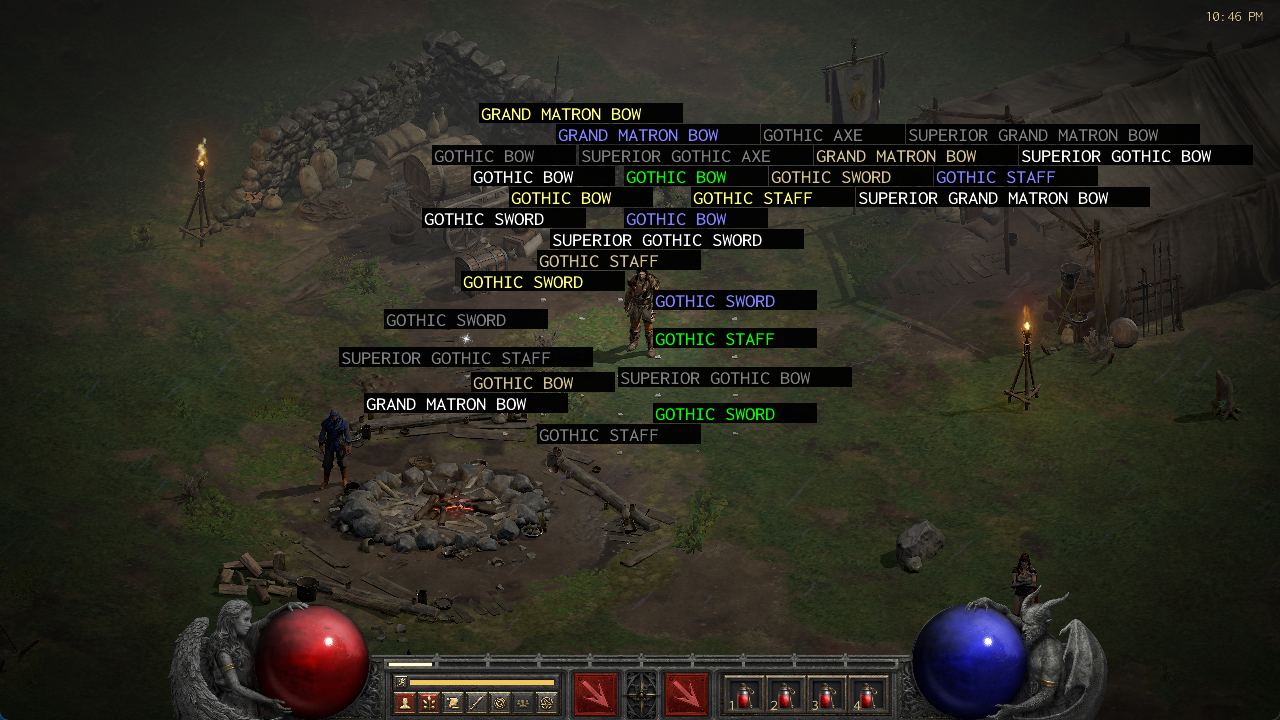 10:46 PM
GRAND MATRON BOW
GRAND MATRON BOW GOTHIC AXE SUPERIOR GRAND MATRON BOW
GOTHIC BOW SUPERIOR GOTHIC AXE GRAND MATRON BOW SUPERIOR GOTHIC BOW
GOTHIC BOW GOTHIC BOW GOTHIC SWORD GOTHIC STAFF
GOTHIC BOW GOTHIC STAFF SUPERIOR GRAND MATRON BOW
GOTHIC SWORD GOTHIC BOW
SUPERIOR GOTHIC SWORD
GOTHIC STAFF
GOTHIC SWORD
GOTHIC SWORD
GOTHIC SWORD
GOTHIC STAFF
SUPERIOR GOTHIC STAFF
GOTHIC BOW SUPERIOR GOTHIC BOW
GRAND MATRON BOW
GOTHIC SWORD
GOTHIC STAFF
1 2 3 4